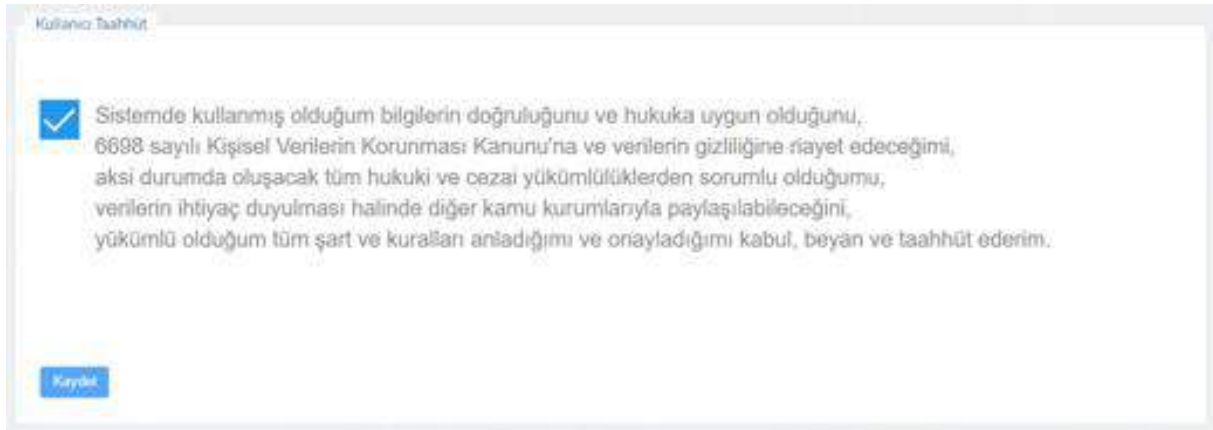 Kullanıcı Taahhüt
Sistemde kullanmış olduğum bilgilerin doğruluğunu ve hukuka uygun olduğunu,
6698 sayılı Kişisel Verilerin Korunması Kanunu'na ve verilerin gizliliğine riayet edeceğimi,
aksi durumda oluşacak tüm hukuki ve cezai yükümlülüklerden sorumlu olduğumu,
verilerin ihtiyaç duyulması halinde diğer kamu kurumlarıyla paylaşılabileceğini,
yükümlü olduğum tüm şart ve kuralları anladığımı ve onayladığımı kabul, beyan ve taahhüt ederim.
Kaydet